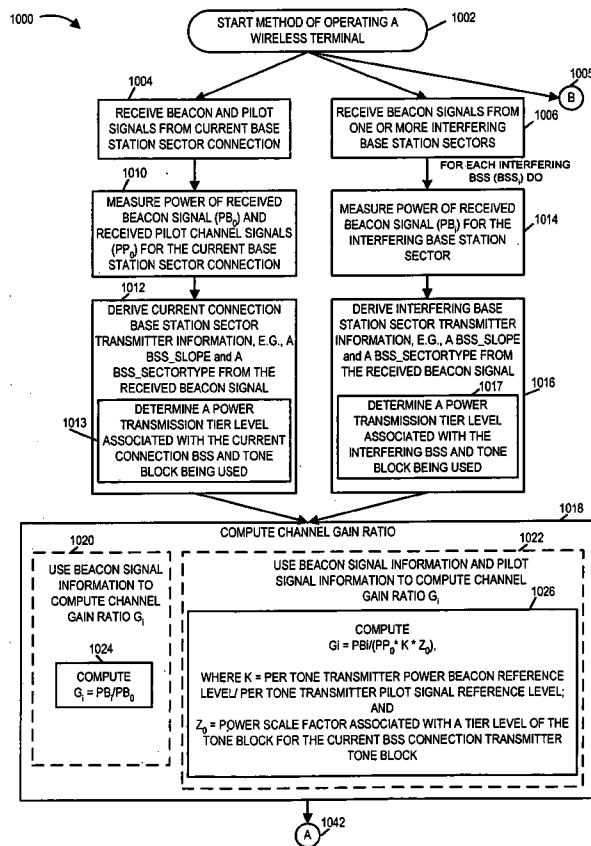 1000
START METHOD OF OPERATING A
WIRELESS TERMINAL
1002
1005
B
1004
RECEIVE BEACON AND PILOT
SIGNALS FROM CURRENT BASE
STATION SECTOR CONNECTION
RECEIVE BEACON SIGNALS FROM
ONE OR MORE INTERFERING
BASE STATION SECTORS
1006
FOR EACH INTERFERING
BSS (BSSi) DO
1010
MEASURE POWER OF RECEIVED
BEACON SIGNAL (PB0) and
RECEIVED PILOT CHANNEL SIGNALS
(PP0) FOR THE CURRENT BASE
STATION SECTOR CONNECTION
MEASURE POWER OF RECEIVED
BEACON SIGNAL (PBi) FOR THE
INTERFERING BASE STATION
SECTOR
1014
1012
DERIVE CURRENT CONNECTION
BASE STATION SECTOR
TRANSMITTER INFORMATION, E.G., A
BSS_SLOPE and A
BSS_SECTORTYPE FROM THE
RECEIVED BEACON SIGNAL
1013
DETERMINE A POWER
TRANSMISSION TIER LEVEL
ASSOCIATED WITH THE CURRENT
CONNECTION BSS AND TONE
BLOCK BEING USED
DERIVE INTERFERING BASE
STATION SECTOR TRANSMITTER
INFORMATION, E.G., A BSS_SLOPE
and A BSS_SECTORTYPE FROM THE
RECEIVED BEACON SIGNAL
1017
1016
DETERMINE A POWER
TRANSMISSION TIER LEVEL
ASSOCIATED WITH THE
INTERFERING BSS AND TONE
BLOCK BEING USED
1018
COMPUTE CHANNEL GAIN RATIO
1020
USE BEACON SIGNAL
INFORMATION TO
COMPUTE CHANNEL
GAIN RATIO Gi
1024
COMPUTE
Gi = PBi/PB0
1022
USE BEACON SIGNAL INFORMATION AND PILOT
SIGNAL INFORMATION TO COMPUTE CHANNEL
GAIN RATIO Gi
1026
COMPUTE
Gi = PBi/(PP0* K * Z0),
WHERE K = PER TONE TRANSMITTER POWER BEACON REFERENCE
LEVEL/ PER TONE TRANSMITTER PILOT SIGNAL REFERENCE LEVEL;
AND
Z0 = POWER SCALE FACTOR ASSOCIATED WITH A TIER LEVEL OF THE
TONE BLOCK FOR THE CURRENT BSS CONNECTION TRANSMITTER
TONE BLOCK
A
1042